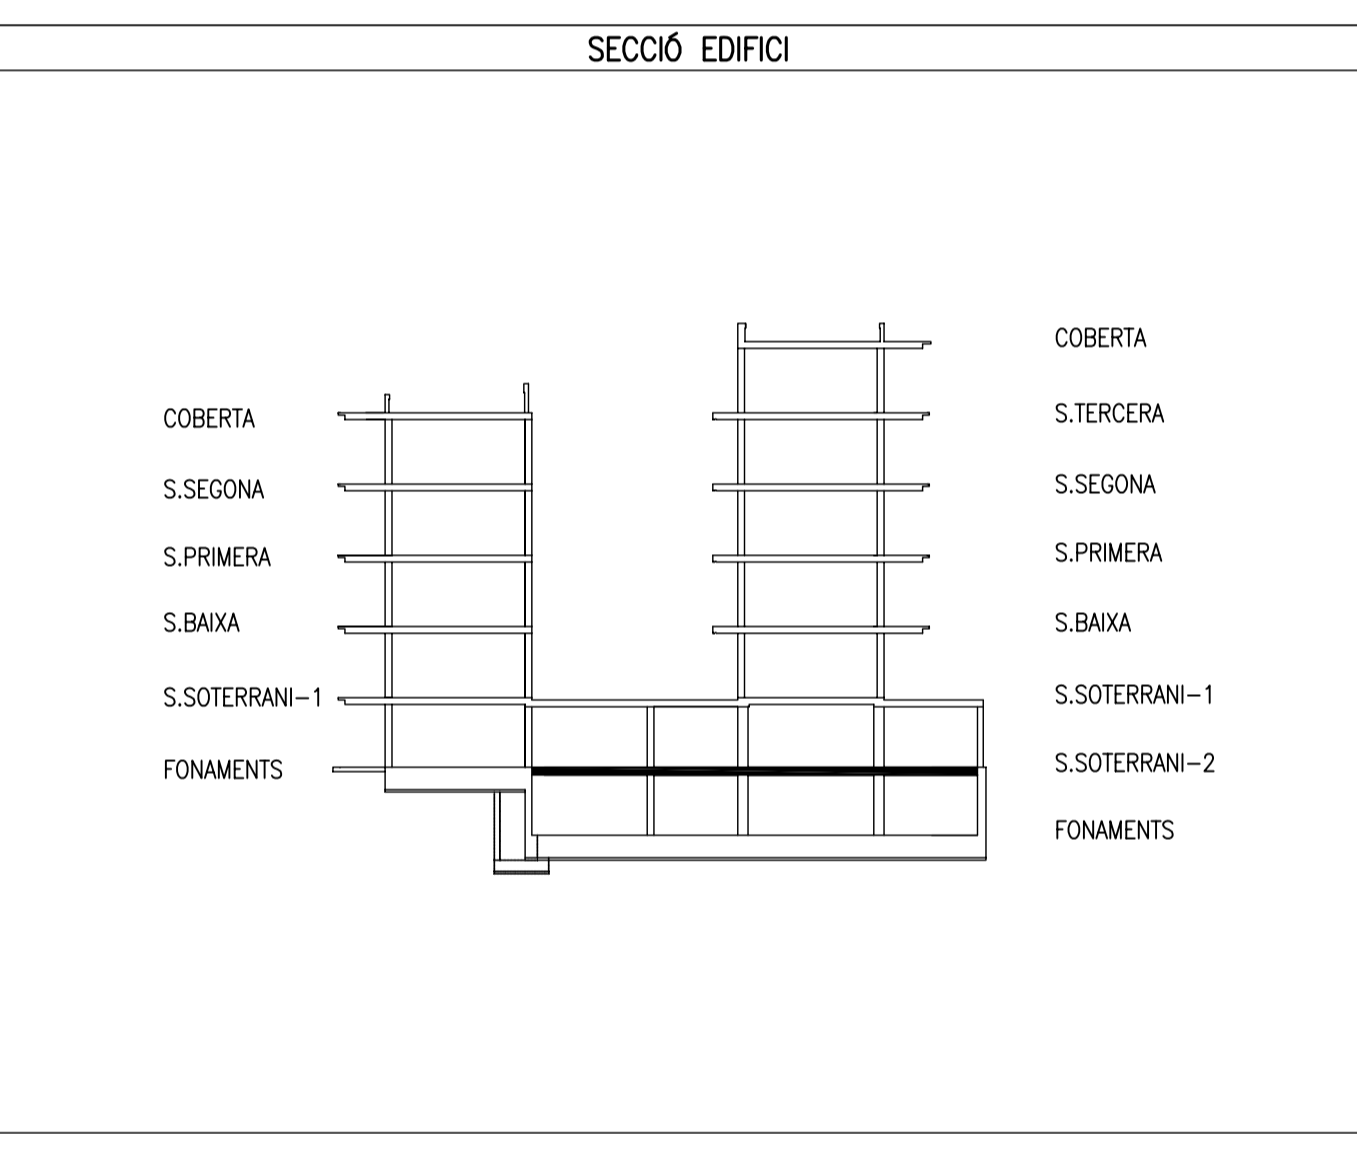 SECCIÓ EDIFICI
COBERTA
S.SEGONA
S.PRIMERA
S.BAIXA
S.SOTERRANI-1
FONAMENTS
COBERTA
S.TERCERA
S.SEGONA
S.PRIMERA
S.BAIXA
S.SOTERRANI-1
S.SOTERRANI-2
FONAMENTS